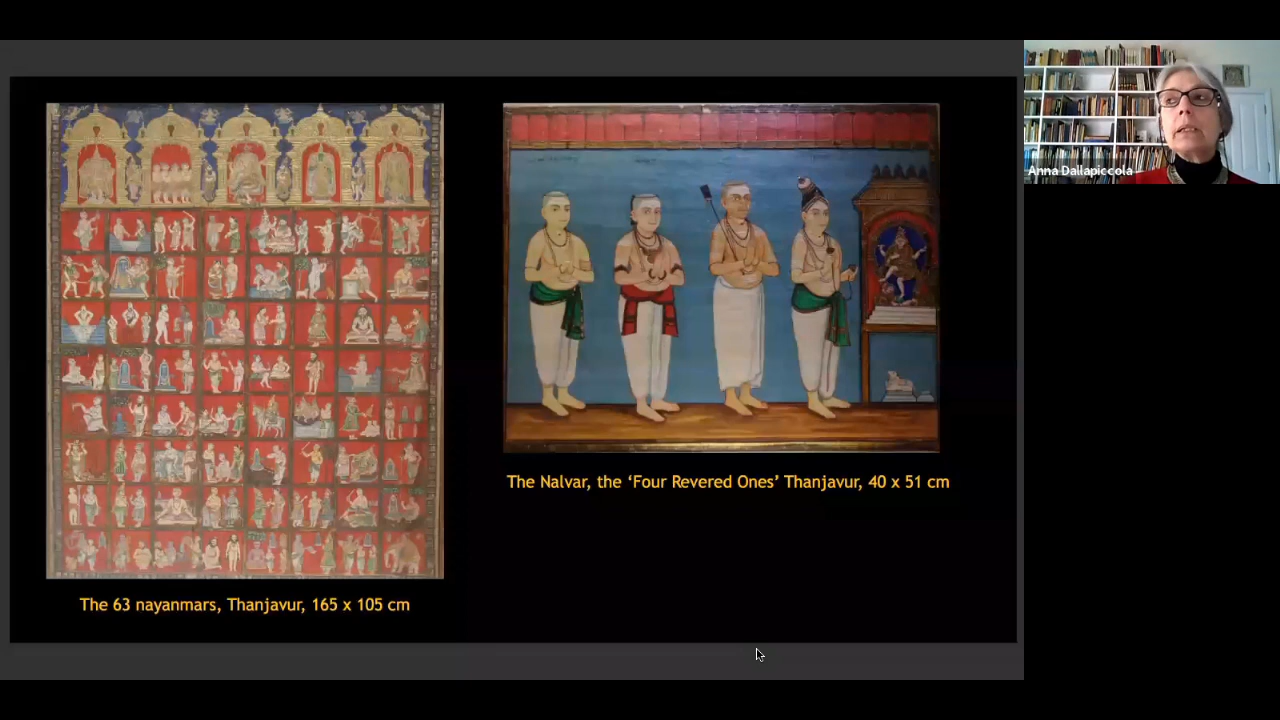 The Nalvar, the ‘Four Revered Ones’ Thanjavur, 40 x 51 cm
The 63 nayanmars, Thanjavur, 165 x 105 cm
Anna Dallapiccola